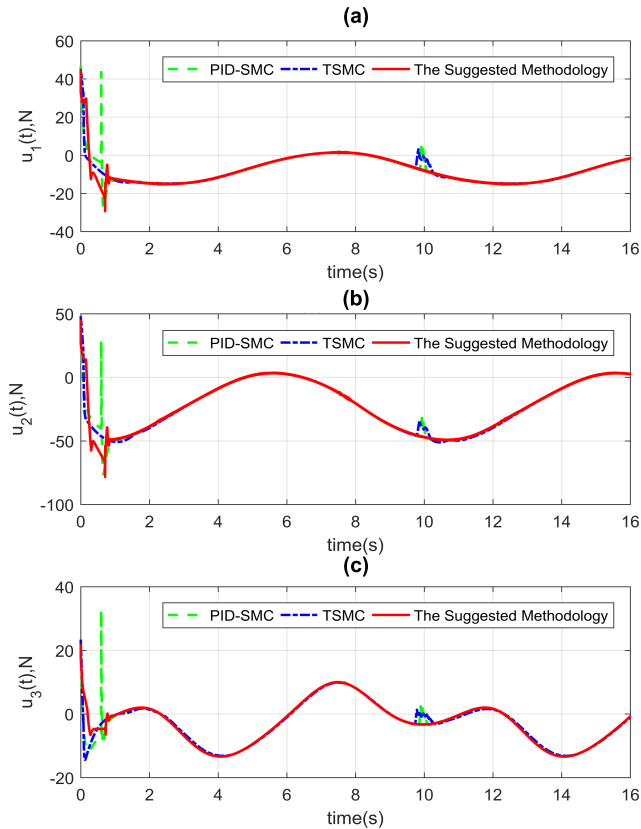 (a)
60
40
20
0
-20
-40
u1(t),N
PID-SMC TSMC The Suggested Methodology
0 2 4 6 8 10 12 14 16
time(s)
(b)
50
0
-50
-100
u2(t),N
PID-SMC TSMC The Suggested Methodology
0 2 4 6 8 10 12 14 16
time(s)
(c)
40
20
0
-20
u3(t),N
PID-SMC TSMC The Suggested Methodology
0 2 4 6 8 10 12 14 16
time(s)